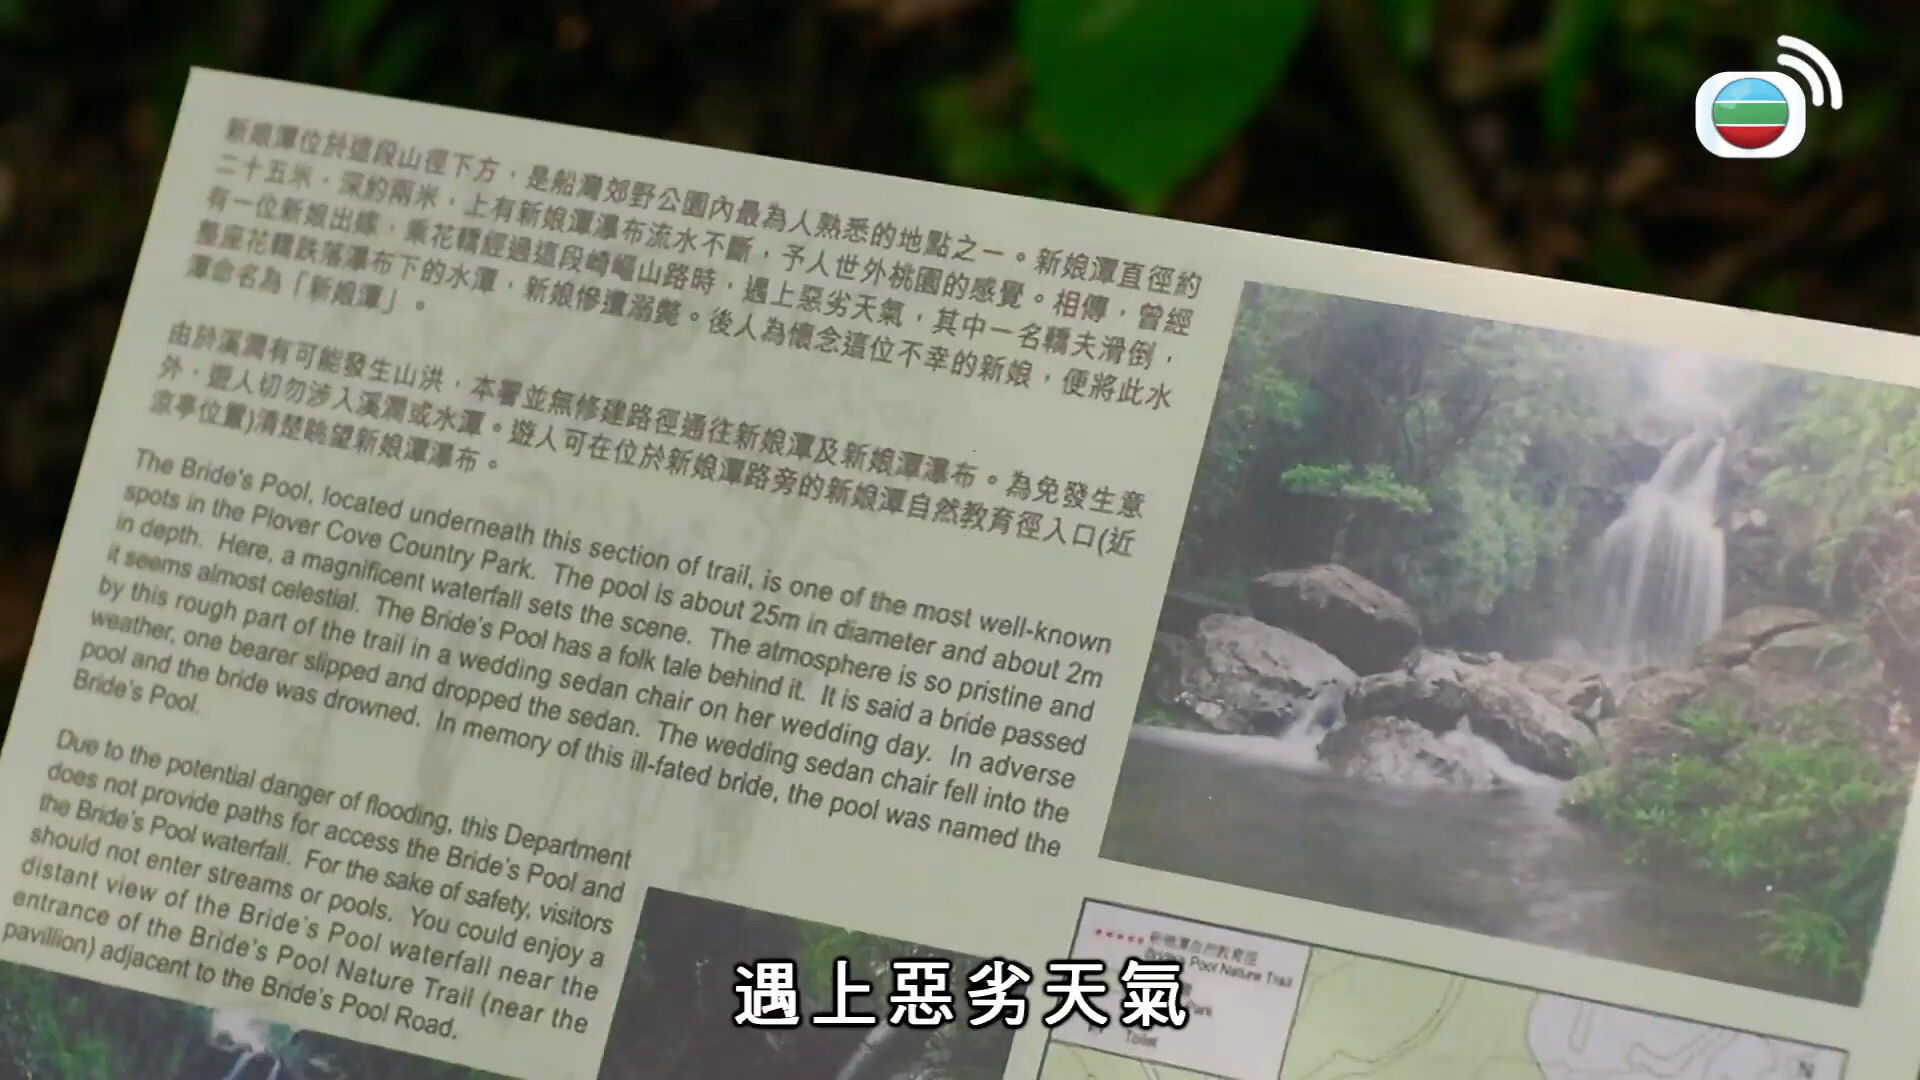 新娘潭位於這段山徑下方，是船灣郊野公園內最為人熟悉的地點之一。新娘潭直徑約
二十五米，深約兩米，上有新娘潭瀑布流水不斷，予人世外桃園的感覺。相傳，曾經
有一位新娘出嫁，乘花轎經過這段崎嶇山路時，遇上惡劣天氣，其中一名轎夫滑倒，
整座花轎跌落瀑布下的水潭，新娘慘遭溺斃。後人為懷念這位不幸的新娘，便將此水
潭命名為「新娘潭」。
由於溪澗有可能發生山洪，本署並無修建路徑通往新娘潭及新娘潭瀑布。為免發生意
外，遊人切勿涉入溪澗或水潭。遊人可在位於新娘潭路旁的新娘潭自然教育徑入口(近
涼亭位置)清楚眺望新娘潭瀑布。
The Bride's Pool, located underneath this section of trail, is one of the most well-known
spots in the Plover Cove Country Park.  The pool is about 25m in diameter and about 2m
in depth.  Here, a magnificent waterfall sets the scene.  The atmosphere is so pristine and
it seems almost celestial.  The Bride's Pool has a folk tale behind it.  It is said a bride passed
by this rough part of the trail in a wedding sedan chair on her wedding day.  In adverse
weather, one bearer slipped and dropped the sedan.  The wedding sedan chair fell into the
pool and the bride was drowned.  In memory of this ill-fated bride, the pool was named the
Bride's Pool.
Due to the potential danger of flooding, this Department
does not provide paths for access the Bride's Pool and
the Bride's Pool waterfall.  For the sake of safety, visitors
should not enter streams or pools.  You could enjoy a
distant view of the Bride's Pool waterfall near the
entrance of the Bride's Pool Nature Trail (near the
pavillion) adjacent to the Bride's Pool Road.
新娘潭自然教育徑
Bride's Pool Nature Trail
Park
Toilet
N
遇上惡劣天氣